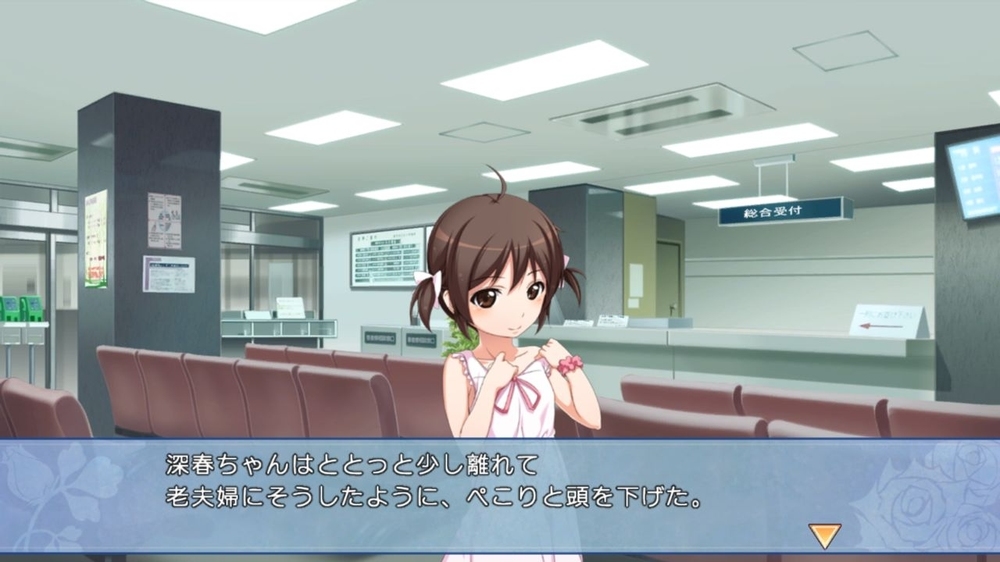 総合受付
深春ちゃんはととっと少し離れて
老夫婦にそうしたように、ぺこりと頭を下げた。